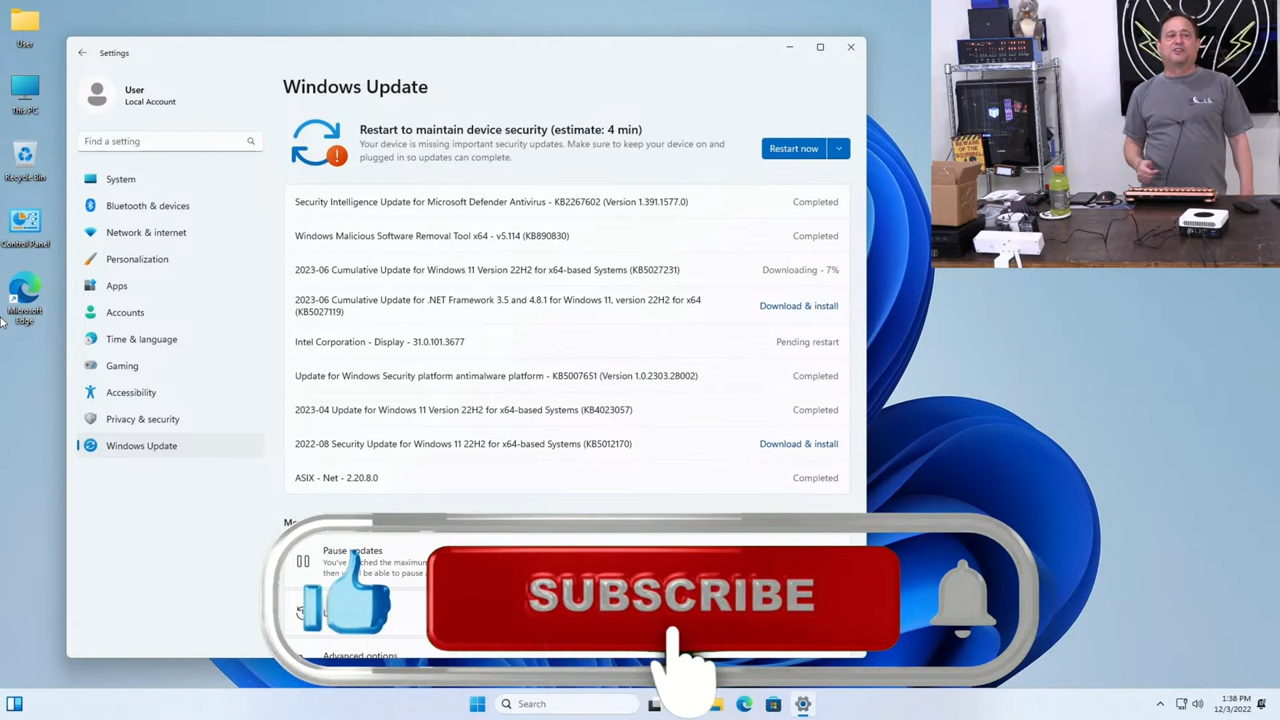 User
This PC
Recycle Bin
Control Panel
Microsoft
Edge
Settings
User
Local Account
Find a setting
System
Bluetooth & devices
Network & internet
Personalization
Apps
Accounts
Time & language
Gaming
Accessibility
Privacy & security
Windows Update
Windows Update
Restart to maintain device security (estimate: 4 min)
Your device is missing important security updates. Make sure to keep your device on and
plugged in so updates can complete.
Restart now
Security Intelligence Update for Microsoft Defender Antivirus - KB2267602 (Version 1.391.1577.0) Completed
Windows Malicious Software Removal Tool x64 - v5.114 (KB890830) Completed
2023-06 Cumulative Update for Windows 11 Version 22H2 for x64-based Systems (KB5027231) Downloading - 7%
2023-06 Cumulative Update for .NET Framework 3.5 and 4.8.1 for Windows 11, version 22H2 for x64
(KB5027119) Download & install
Intel Corporation - Display - 31.0.101.3677 Pending restart
Update for Windows Security platform antimalware platform - KB5007651 (Version 1.0.2303.28002) Completed
2023-04 Update for Windows 11 Version 22H2 for x64-based Systems (KB4023057) Completed
2022-08 Security Update for Windows 11 22H2 for x64-based Systems (KB5012170) Download & install
ASIX - Net - 2.20.8.0 Completed
Pause updates
the maximum
then able to pause
Advanced options
SUBSCRIBE
BEWARE
OF THE
SQUIRREL
Search
1:38 PM
12/3/2022